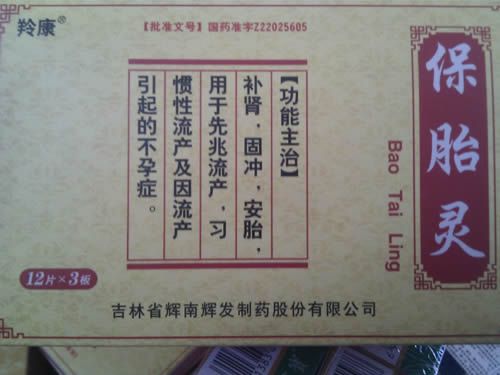 羚康
【批准文号】国药准字Z22025605
保胎灵
Bao Tai Ling
【功能主治】
补肾，固冲，安胎，
用于先兆流产，习
惯性流产及因流产
引起的不孕症。
12片×3板
吉林省辉南辉发制药股份有限公司